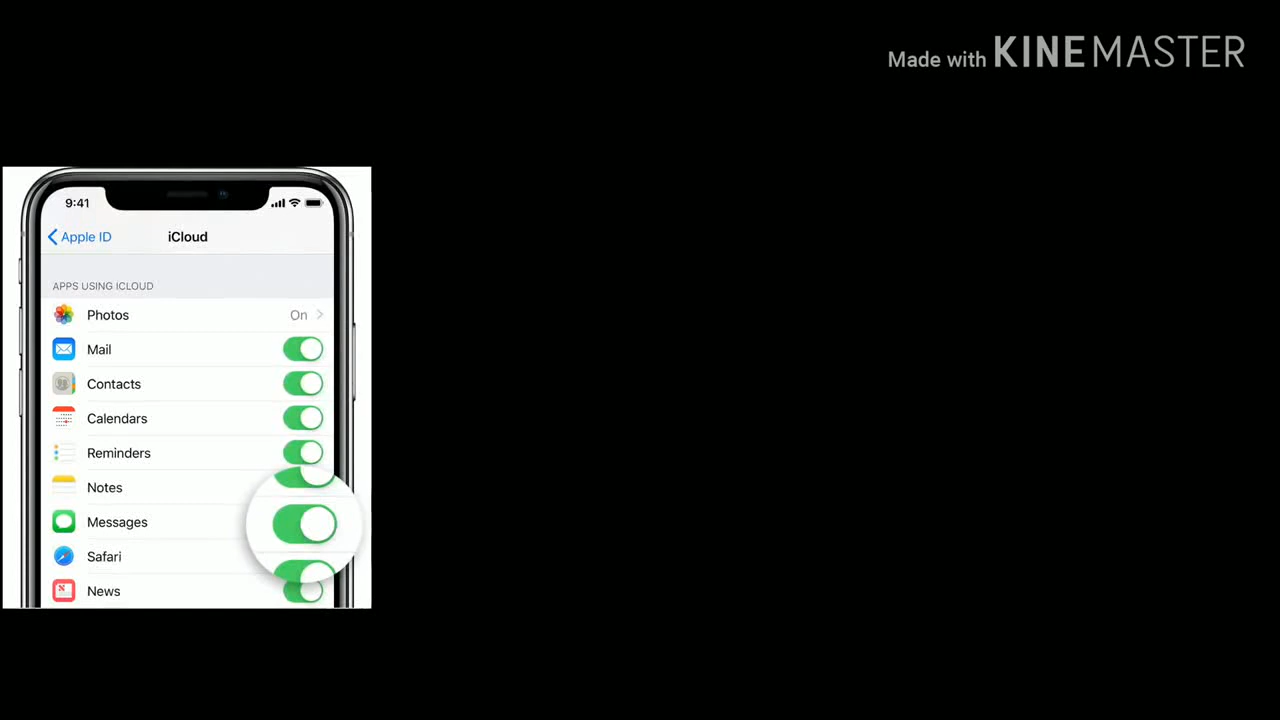 Made with KINEMASTER
9:41
Apple ID iCloud
APPS USING ICLOUD
Photos On
Mail
Contacts
Calendars
Reminders
Notes
Messages
Safari
News